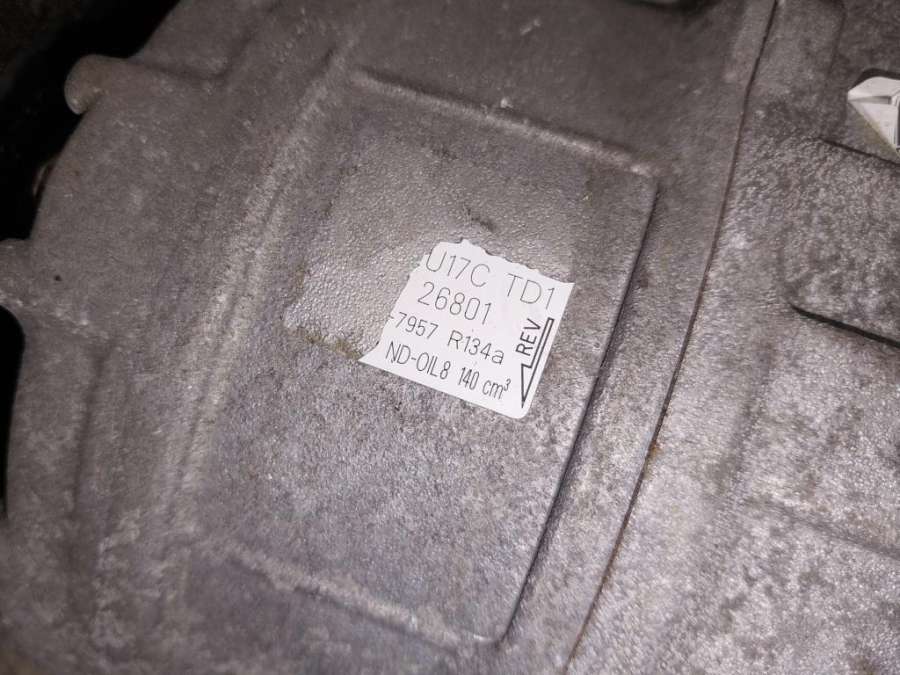 U17C TD1
26801
-7957 R134a
ND-OIL8 140 cm³
REV